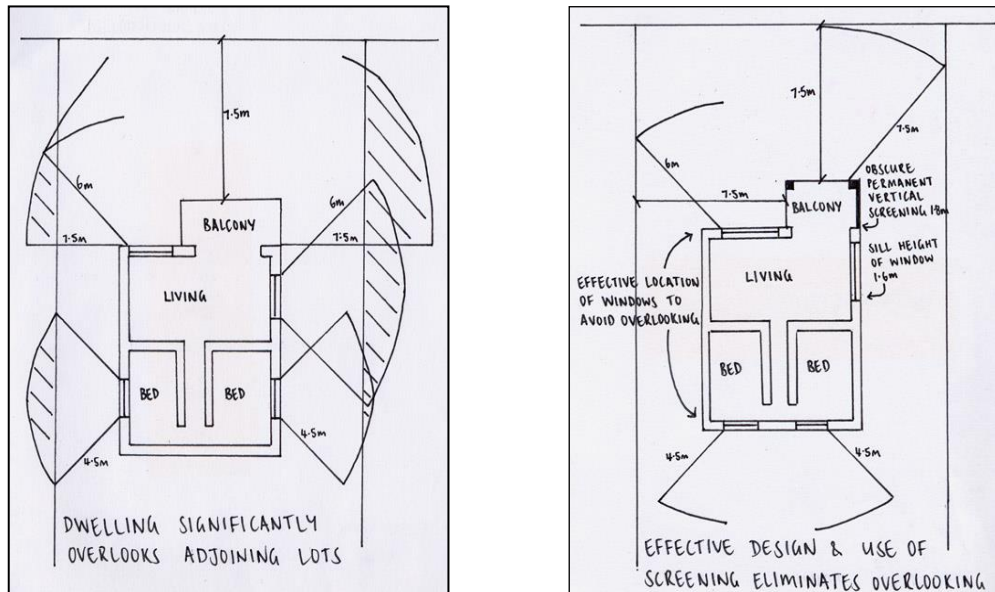 7.5m
6m
6m
BALCONY
7.5m
7.5m
LIVING
BED
BED
4.5m
4.5m
DWELLING SIGNIFICANTLY
OVERLOOKS ADJOINING LOTS
7.5m
7.5m
6m
7.5m
OBSCURE
PERMANENT
VERTICAL
SCREENING 1.8m
BALCONY
SILL HEIGHT
OF WINDOW
1.6m
EFFECTIVE LOCATION
OF WINDOWS TO
AVOID OVERLOOKING
LIVING
BED
BED
4.5m
4.5m
EFFECTIVE DESIGN & USE OF
SCREENING ELIMINATES OVERLOOKING